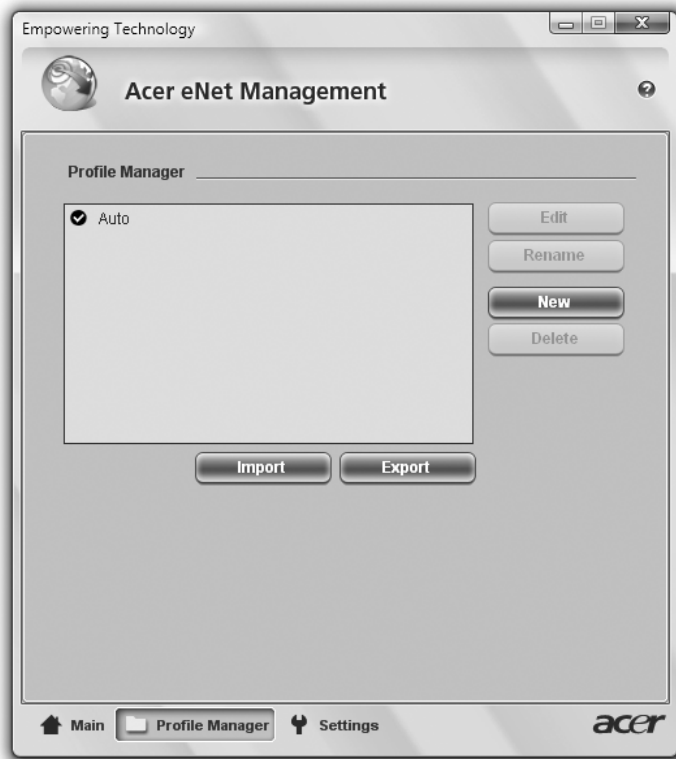 Empowering Technology
Acer eNet Management
?
Profile Manager
Auto
Edit
Rename
New
Delete
Import
Export
Main
Profile Manager
Settings
acer